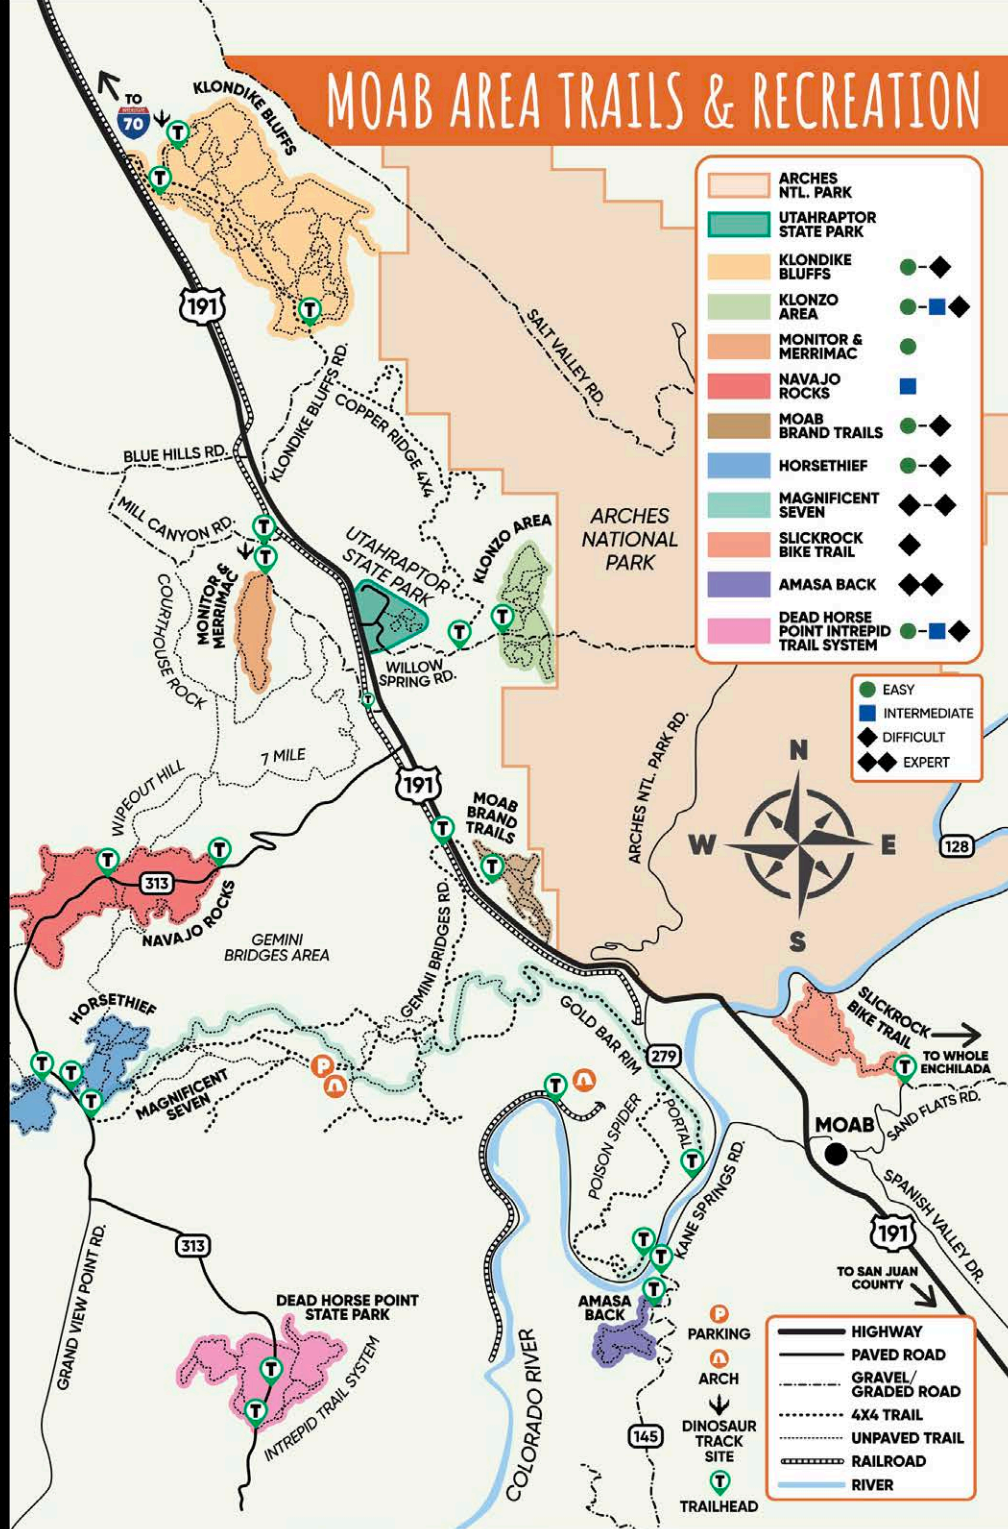 MOAB AREA TRAILS & RECREATION
TO
70
KLONDIKE BLUFFS
T
T
T
191
SALT VALLEY RD.
KLONDIKE BLUFFS RD.
COPPER RIDGE 4X4
BLUE HILLS RD.
MILL CANYON RD.
T
T
COURTHOUSE ROCK
MONITOR &
MERRIMAC
UTAHRAPTOR
STATE PARK
KLONZO AREA
T
T
WILLOW
SPRING RD.
T
ARCHES
NATIONAL
PARK
ARCHES
NTL. PARK
UTAHRAPTOR
STATE PARK
KLONDIKE
BLUFFS
KLONZO
AREA
MONITOR &
MERRIMAC
NAVAJO
ROCKS
MOAB
BRAND TRAILS
HORSETHIEF
MAGNIFICENT
SEVEN
SLICKROCK
BIKE TRAIL
AMASA BACK
DEAD HORSE
POINT INTREPID
TRAIL SYSTEM
EASY
INTERMEDIATE
DIFFICULT
EXPERT
N
W
E
S
128
ARCHES NTL. PARK RD.
7 MILE
WIPEOUT HILL
191
MOAB
BRAND
TRAILS
T
T
T
T
313
NAVAJO ROCKS
GEMINI
BRIDGES AREA
GEMINI BRIDGES RD.
HORSETHIEF
T
T
T
MAGNIFICENT
SEVEN
P
GOLD BAR RIM
279
SLICKROCK
BIKE TRAIL
TO WHOLE
ENCHILADA
T
SAND FLATS RD.
MOAB
T
POISON SPIDER
PORTAL
T
KANE SPRINGS RD.
T
T
T
SPANISH VALLEY DR.
191
TO SAN JUAN
COUNTY
GRAND VIEW POINT RD.
313
DEAD HORSE POINT
STATE PARK
T
T
INTREPID TRAIL SYSTEM
COLORADO RIVER
AMASA
BACK
145
P
PARKING
ARCH
DINOSAUR
TRACK
SITE
T
TRAILHEAD
HIGHWAY
PAVED ROAD
GRAVEL/
GRADED ROAD
4X4 TRAIL
UNPAVED TRAIL
RAILROAD
RIVER